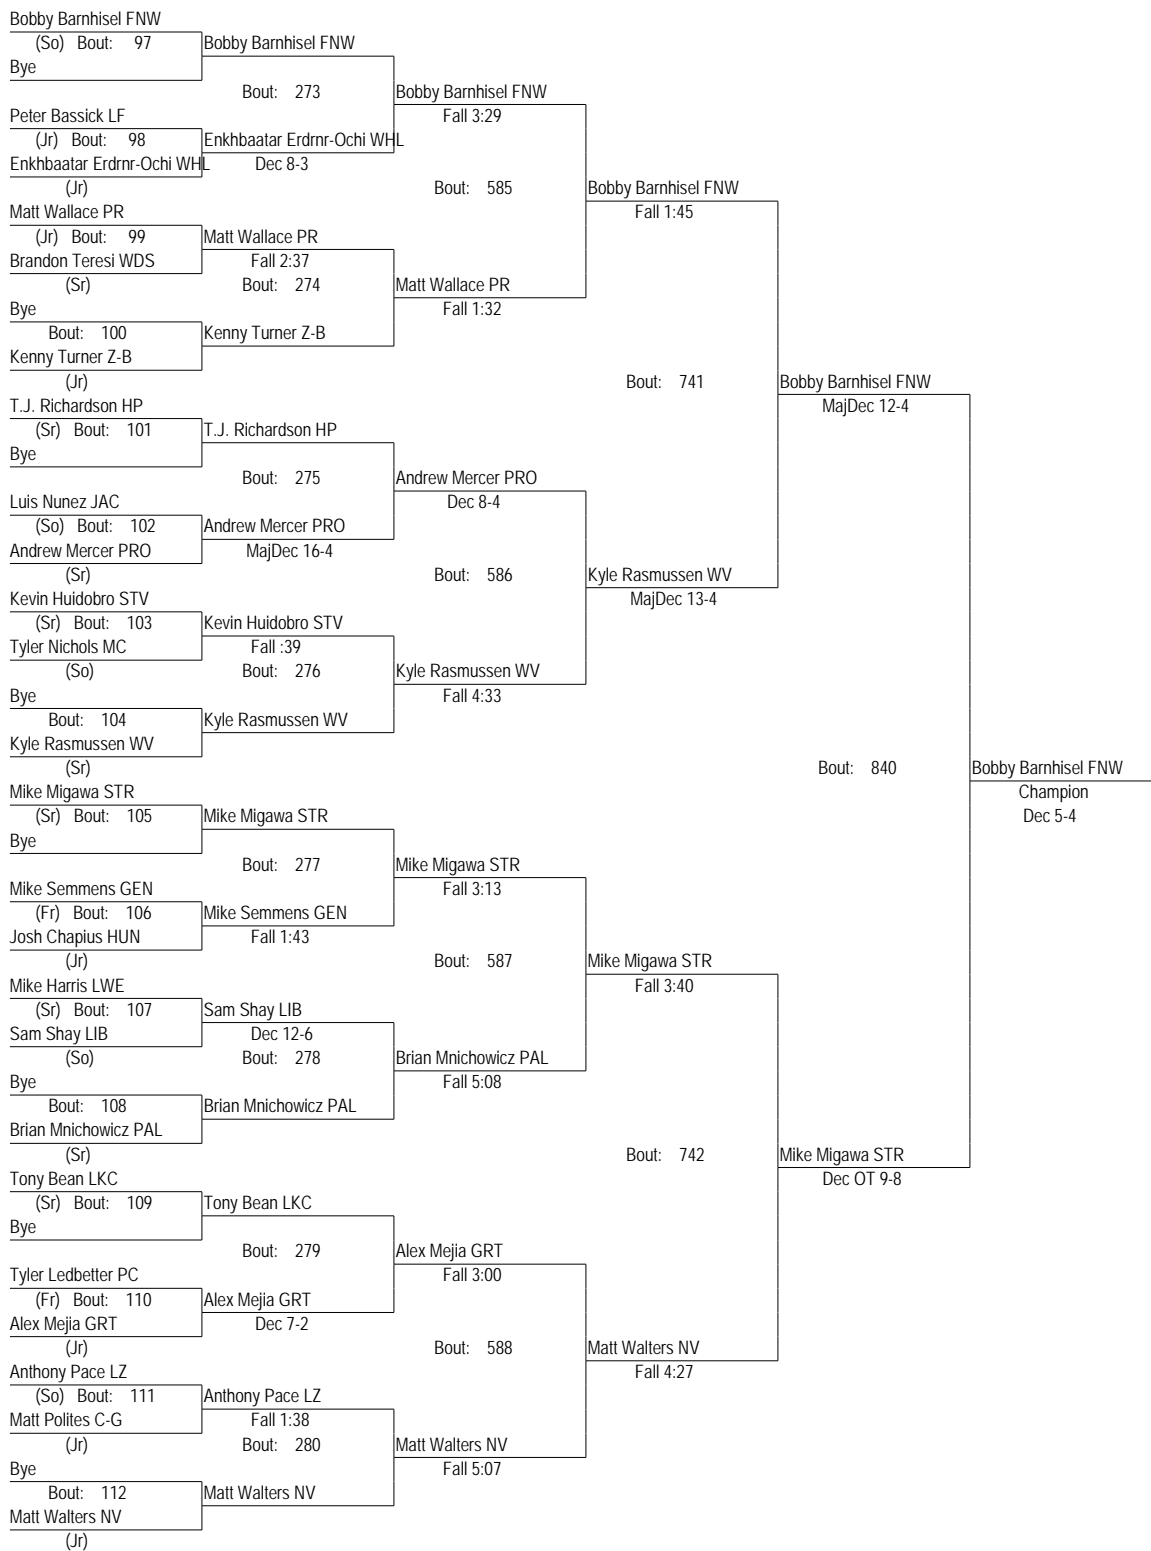 Bobby Barnhisel FNW
(So) Bout: 97 Bobby Barnhisel FNW
Bye
Bout: 273 Bobby Barnhisel FNW
Peter Bassick LF Fall 3:29
(Jr) Bout: 98 Enkhbaatar Erdrnr-Ochi WHL
Enkhbaatar Erdrnr-Ochi WHL Dec 8-3
(Jr) Bout: 585 Bobby Barnhisel FNW
Matt Wallace PR Fall 1:45
(Jr) Bout: 99 Matt Wallace PR
Brandon Teresi WDS Fall 2:37
(Sr) Bout: 274 Matt Wallace PR
Bye Fall 1:32
Bout: 100 Kenny Turner Z-B
Kenny Turner Z-B
(Jr) Bout: 741 Bobby Barnhisel FNW
T.J. Richardson HP MajDec 12-4
(Sr) Bout: 101 T.J. Richardson HP
Bye
Bout: 275 Andrew Mercer PRO
Luis Nunez JAC Dec 8-4
(So) Bout: 102 Andrew Mercer PRO
Andrew Mercer PRO MajDec 16-4
(Sr) Bout: 586 Kyle Rasmussen WV
Kevin Huidobro STV MajDec 13-4
(Sr) Bout: 103 Kevin Huidobro STV
Tyler Nichols MC Fall :39
(So) Bout: 276 Kyle Rasmussen WV
Bye Fall 4:33
Bout: 104 Kyle Rasmussen WV
Kyle Rasmussen WV
(Sr) Bout: 840 Bobby Barnhisel FNW
Mike Migawa STR Champion
(Sr) Bout: 105 Mike Migawa STR Dec 5-4
Bye
Bout: 277 Mike Migawa STR
Mike Semmens GEN Fall 3:13
(Fr) Bout: 106 Mike Semmens GEN
Josh Chapius HUN Fall 1:43
(Jr) Bout: 587 Mike Migawa STR
Mike Harris LWE Fall 3:40
(Sr) Bout: 107 Sam Shay LIB
Sam Shay LIB Dec 12-6
(So) Bout: 278 Brian Mnichowicz PAL
Bye Fall 5:08
Bout: 108 Brian Mnichowicz PAL
Brian Mnichowicz PAL
(Sr) Bout: 742 Mike Migawa STR
Tony Bean LKC Dec OT 9-8
(Sr) Bout: 109 Tony Bean LKC
Bye
Bout: 279 Alex Mejia GRT
Tyler Ledbetter PC Fall 3:00
(Fr) Bout: 110 Alex Mejia GRT
Alex Mejia GRT Dec 7-2
(Jr) Bout: 588 Matt Walters NV
Anthony Pace LZ Fall 4:27
(So) Bout: 111 Anthony Pace LZ
Matt Polites C-G Fall 1:38
(Jr) Bout: 280 Matt Walters NV
Bye Fall 5:07
Bout: 112 Matt Walters NV
Matt Walters NV
(Jr)